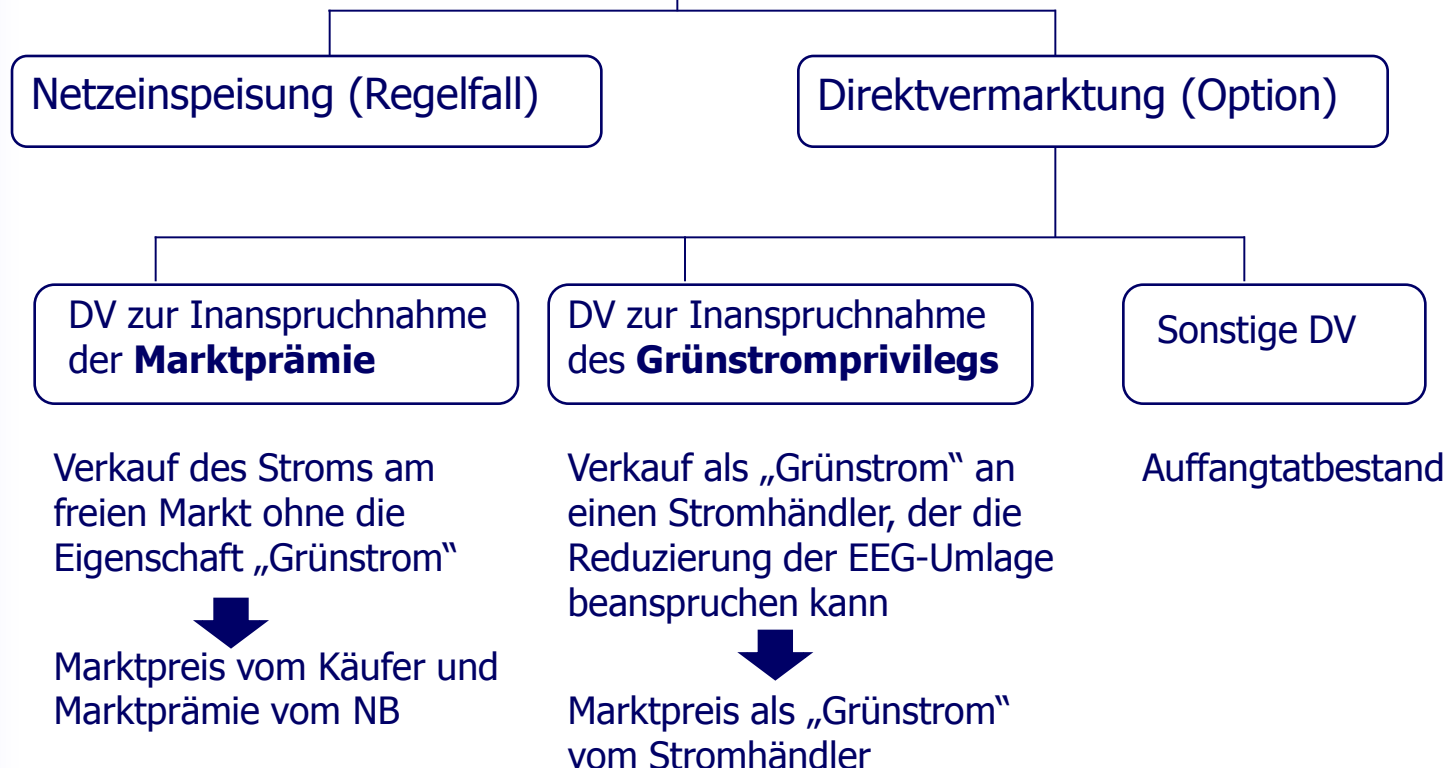 Netzeinspeisung (Regelfall)
Direktvermarktung (Option)
DV zur Inanspruchnahme
der Marktprämie
DV zur Inanspruchnahme
des Grünstromprivilegs
Sonstige DV
Verkauf des Stroms am
freien Markt ohne die
Eigenschaft „Grünstrom“
Marktpreis vom Käufer und
Marktprämie vom NB
Verkauf als „Grünstrom“ an
einen Stromhändler, der die
Reduzierung der EEG-Umlage
beanspruchen kann
Marktpreis als „Grünstrom“
vom Stromhändler
Auffangtatbestand